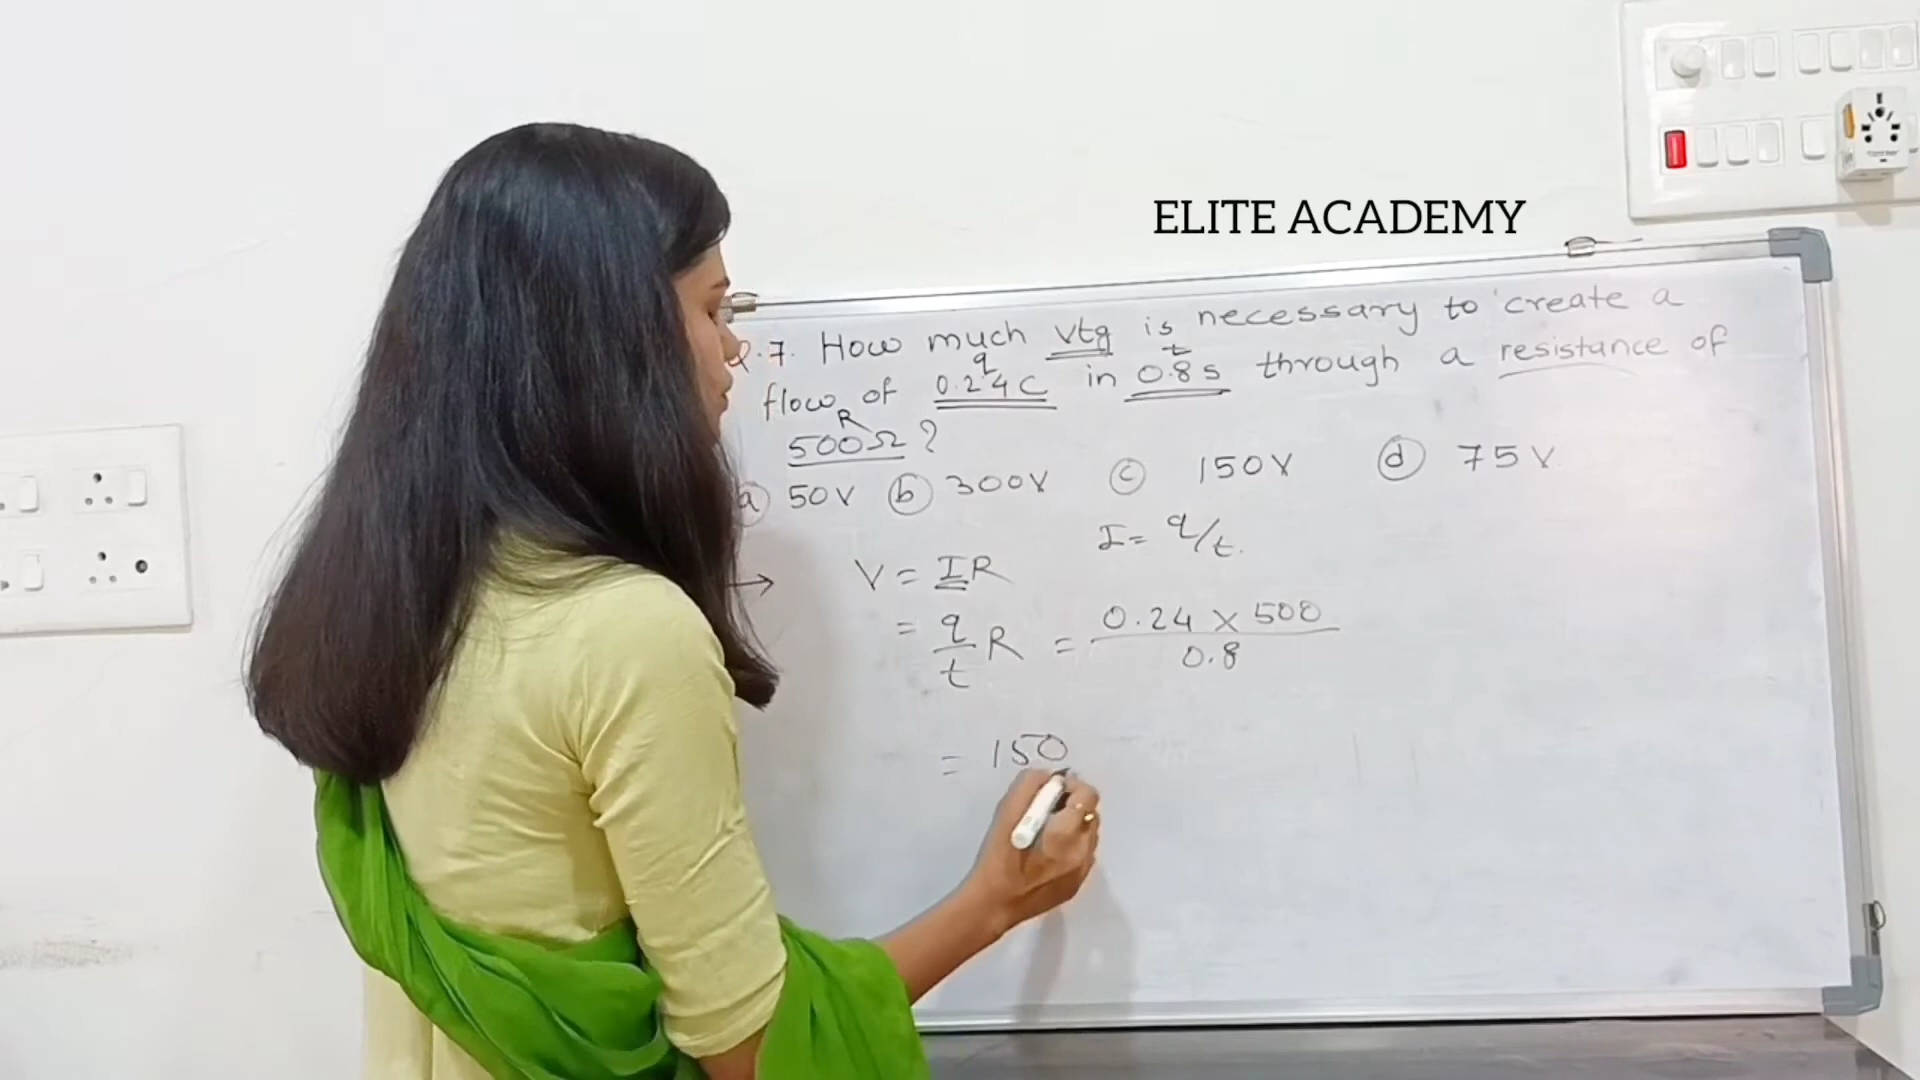 ELITE ACADEMY
Q.7. How much vtg is necessary to create a
q t
flow of 0.24C in 0.8s through a resistance of
R
500Ω?
a 50V b 300V c 150V d 75V
I = q/t.
→ V = IR
= q/t R = 0.24 × 500 / 0.8
= 150